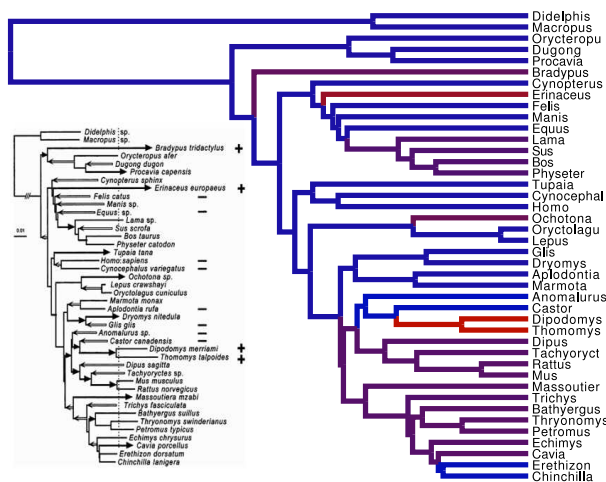 Didelphis
Macropus
Orycteropu
Dugong
Procavia
Bradypus
Cynopterus
Erinaceus
Felis
Manis
Equus
Lama
Sus
Bos
Physeter
Tupaia
Cynocephal
Homo
Ochotona
Oryctolagu
Lepus
Glis
Dryomys
Aplodontia
Marmota
Anomalurus
Castor
Dipodomys
Thomomys
Dipus
Tachyoryct
Rattus
Mus
Massoutier
Trichys
Bathyergus
Thryonomys
Petromus
Echimys
Cavia
Erethizon
Chinchilla
Didelphis sp.
Macropus sp.
Bradypus tridactylus +
Orycteropus afer
Dugong dugon
Procavia capensis
Cynopterus sphinx
Erinaceus europaeus +
Felis catus –
Manis sp.
Equus sp. –
Lama sp.
Sus scrofa
Bos taurus
Physeter catodon
Tupaia tana
Homo sapiens –
Cynocephalus variegatus –
Ochotona sp.
Lepus crawshayi
Oryctolagus cuniculus
Marmota monax
Aplodontia rufa –
Dryomys nitedula
Glis glis –
Anomalurus sp. –
Castor canadensis –
Dipodomys merriami +
Thomomys talpoides +
Dipus sagitta
Tachyoryctes sp.
Mus musculus
Rattus norvegicus
Massoutiera mzabi
Trichys fasciculata
Bathyergus suillus
Thryonomys swinderianus
Petromus typicus
Echimys chrysurus
Cavia porcellus
Erethizon dorsatum
Chinchilla lanigera
0.01